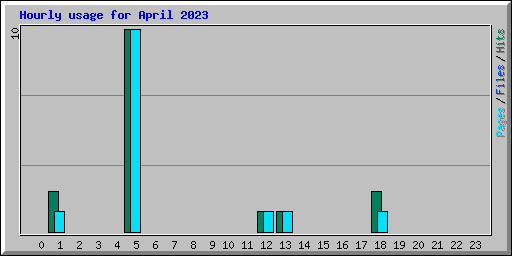 Hourly usage for April 2023
10
Pages/Files/Hits
0 1 2 3 4 5 6 7 8 9 10 11 12 13 14 15 16 17 18 19 20 21 22 23